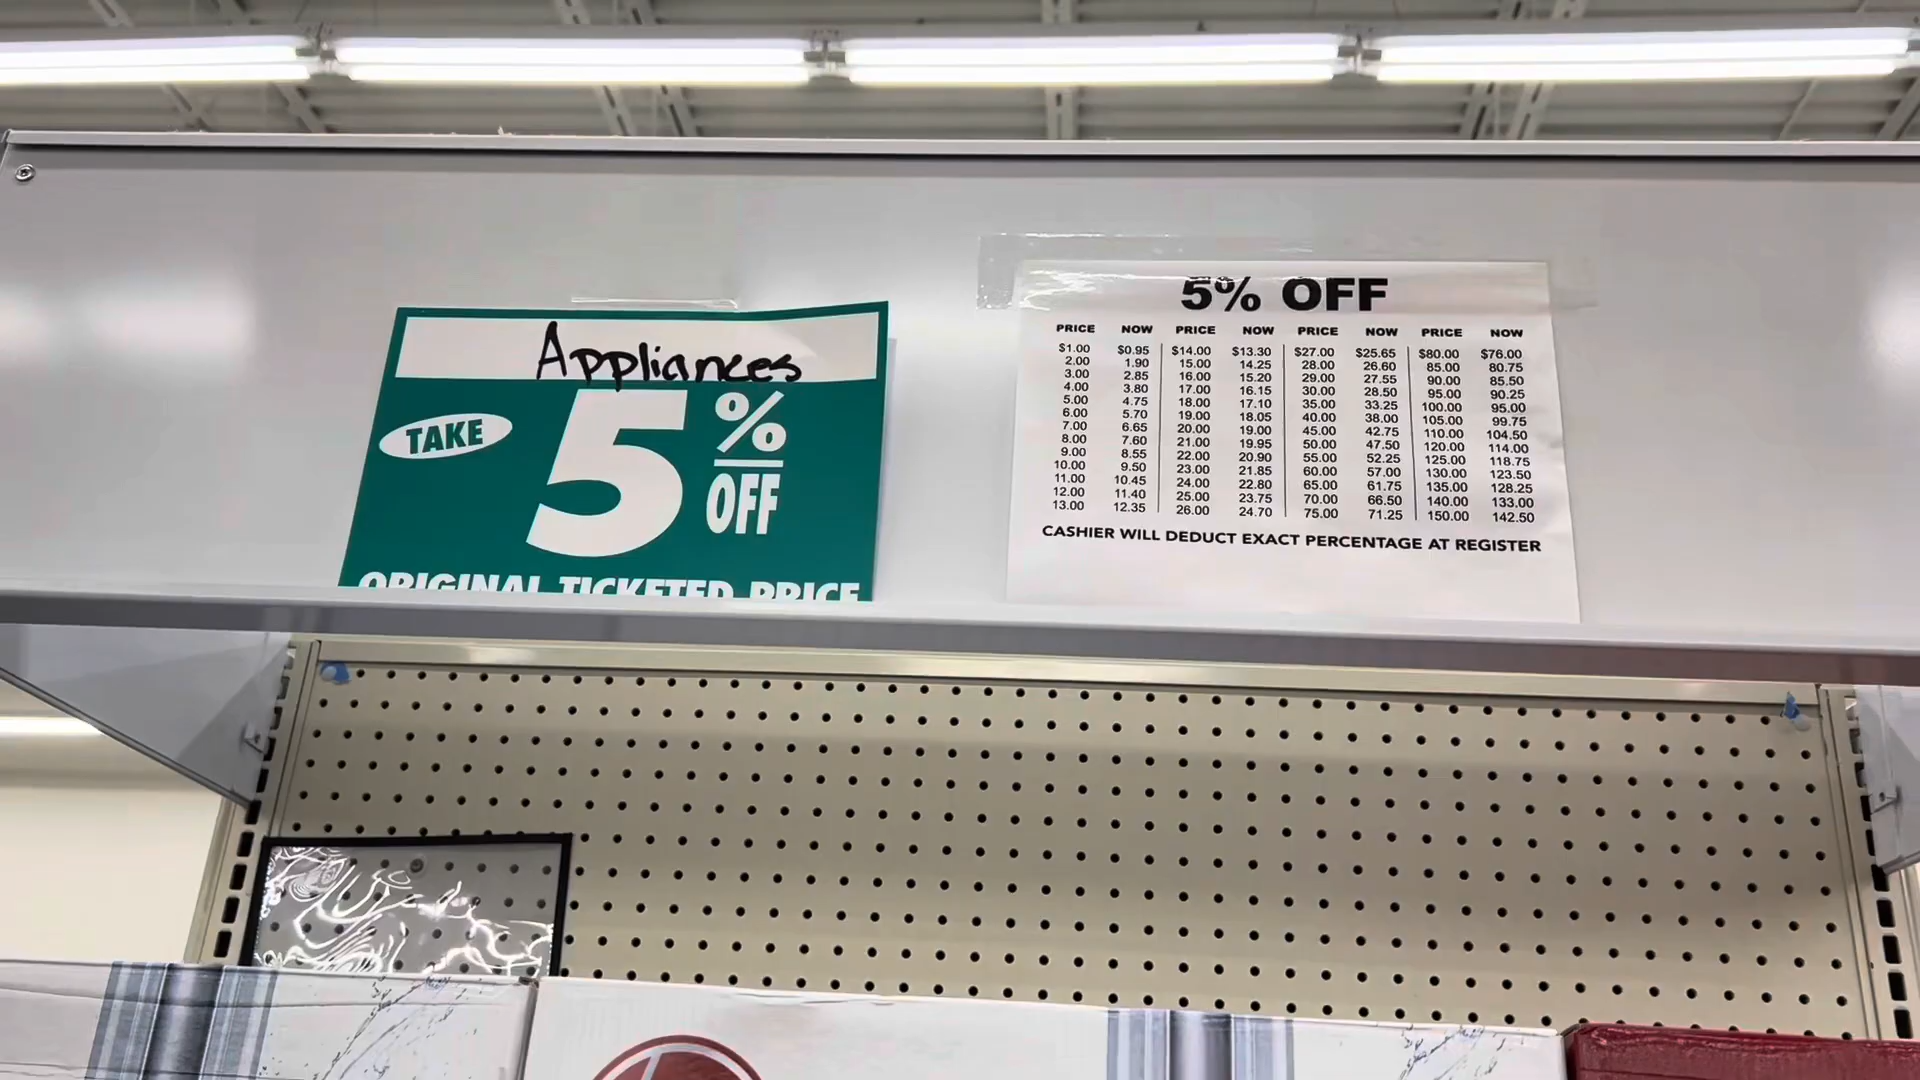 Appliances
TAKE
5%
OFF
ORIGINAL TICKETED PRICE
5% OFF
PRICE NOW PRICE NOW PRICE NOW PRICE NOW
$1.00 $0.95 $14.00 $13.30 $27.00 $25.65 $80.00 $76.00
2.00 1.90 15.00 14.25 28.00 26.60 85.00 80.75
3.00 2.85 16.00 15.20 29.00 27.55 90.00 85.50
4.00 3.80 17.00 16.15 30.00 28.50 95.00 90.25
5.00 4.75 18.00 17.10 35.00 33.25 100.00 95.00
6.00 5.70 19.00 18.05 40.00 38.00 105.00 99.75
7.00 6.65 20.00 19.00 45.00 42.75 110.00 104.50
8.00 7.60 21.00 19.95 50.00 47.50 120.00 114.00
9.00 8.55 22.00 20.90 55.00 52.25 125.00 118.75
10.00 9.50 23.00 21.85 60.00 57.00 130.00 123.50
11.00 10.45 24.00 22.80 65.00 61.75 135.00 128.25
12.00 11.40 25.00 23.75 70.00 66.50 140.00 133.00
13.00 12.35 26.00 24.70 75.00 71.25 150.00 142.50
CASHIER WILL DEDUCT EXACT PERCENTAGE AT REGISTER